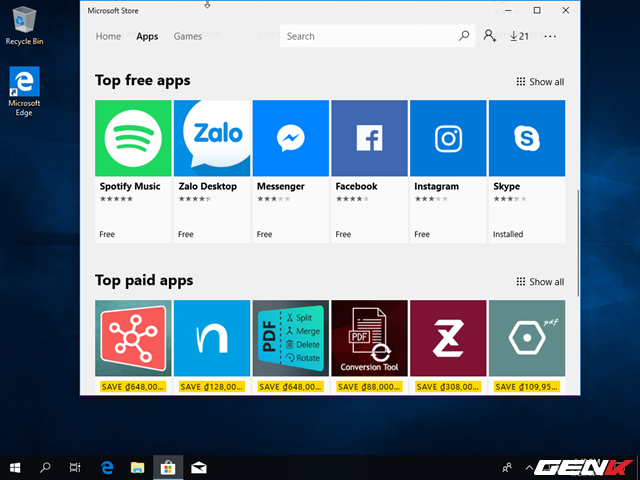 Recycle Bin
Microsoft
Edge
Microsoft Store
Home Apps Games Search 21
Top free apps Show all
Zalo
Spotify Music Zalo Desktop Messenger Facebook Instagram Skype
Free Free Free Free Free Installed
Top paid apps Show all
PDF Split
Merge
Delete
Rotate
PDF
Conversion Tool
pdf
SAVE ₫648,00... SAVE ₫128,00... SAVE ₫648,00... SAVE ₫88,000... SAVE ₫308,00... SAVE ₫109,95...
GENK